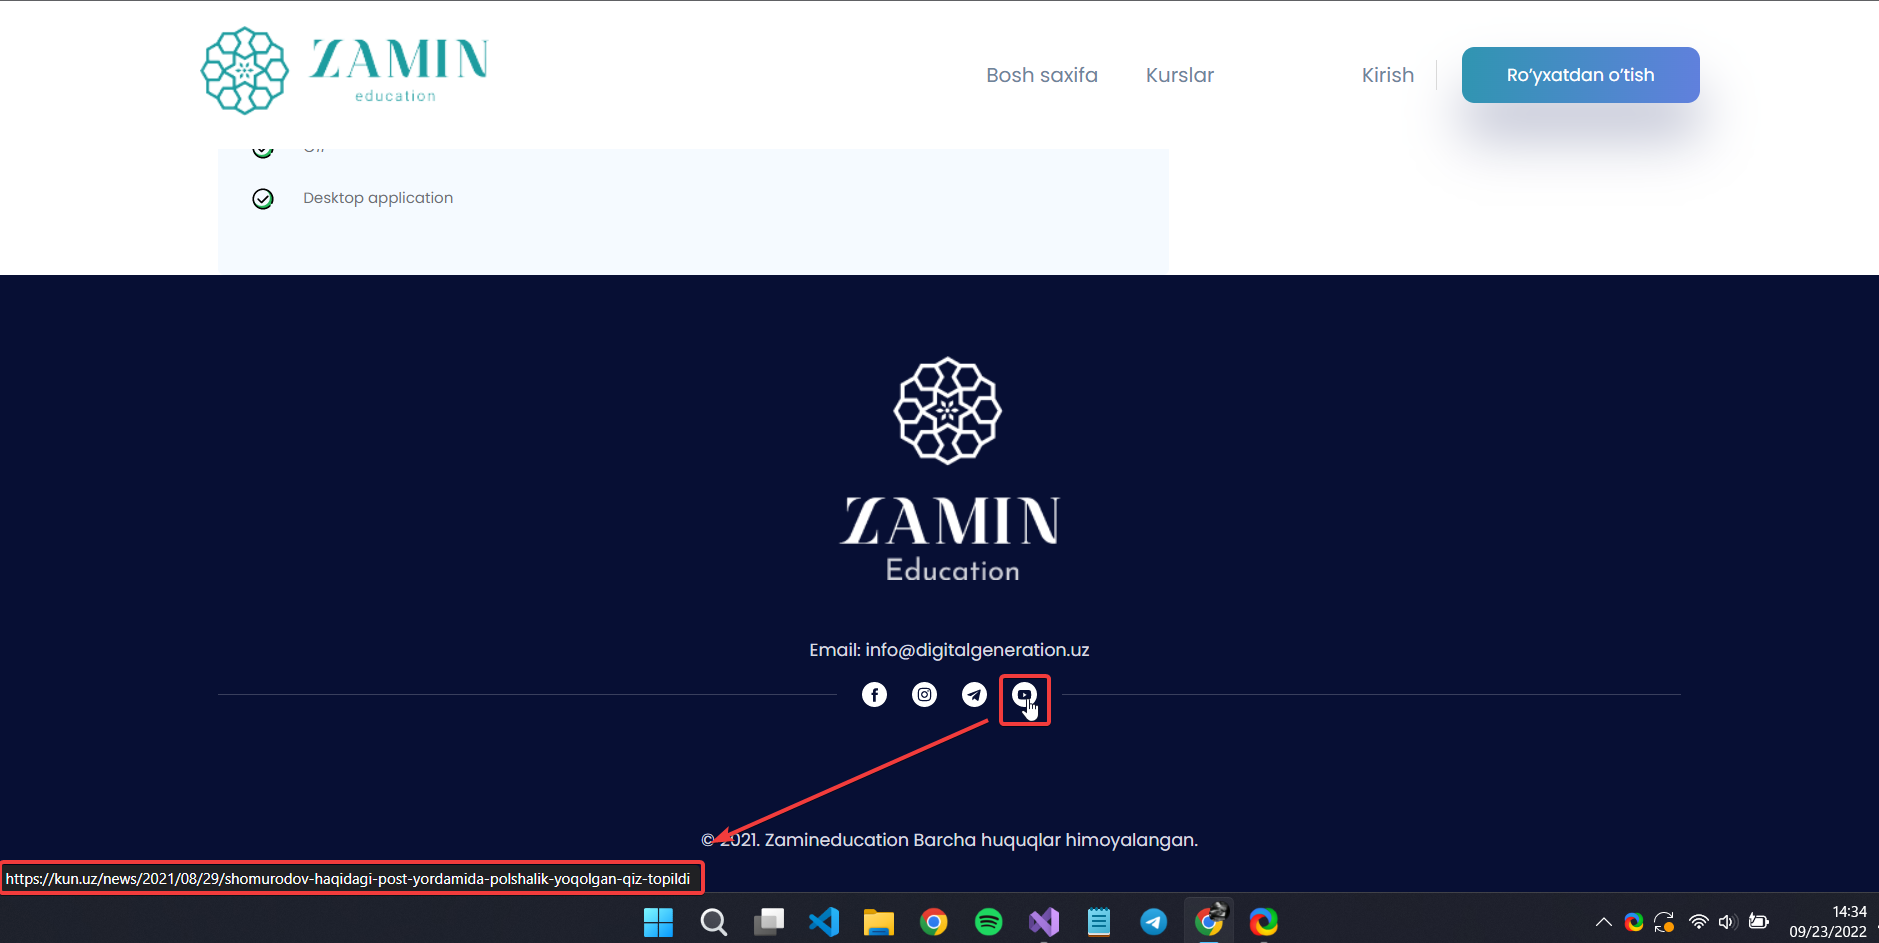 ZAMIN
education
Bosh saxifa
Kurslar
Kirish
Ro'yxatdan o'tish
Desktop application
ZAMIN
Education
Email: info@digitalgeneration.uz
© 2021. Zamineducation Barcha huquqlar himoyalangan.
https://kun.uz/news/2021/08/29/shomurodov-haqidagi-post-yordamida-polshalik-yoqolgan-qiz-topildi
14:34
09/23/2022